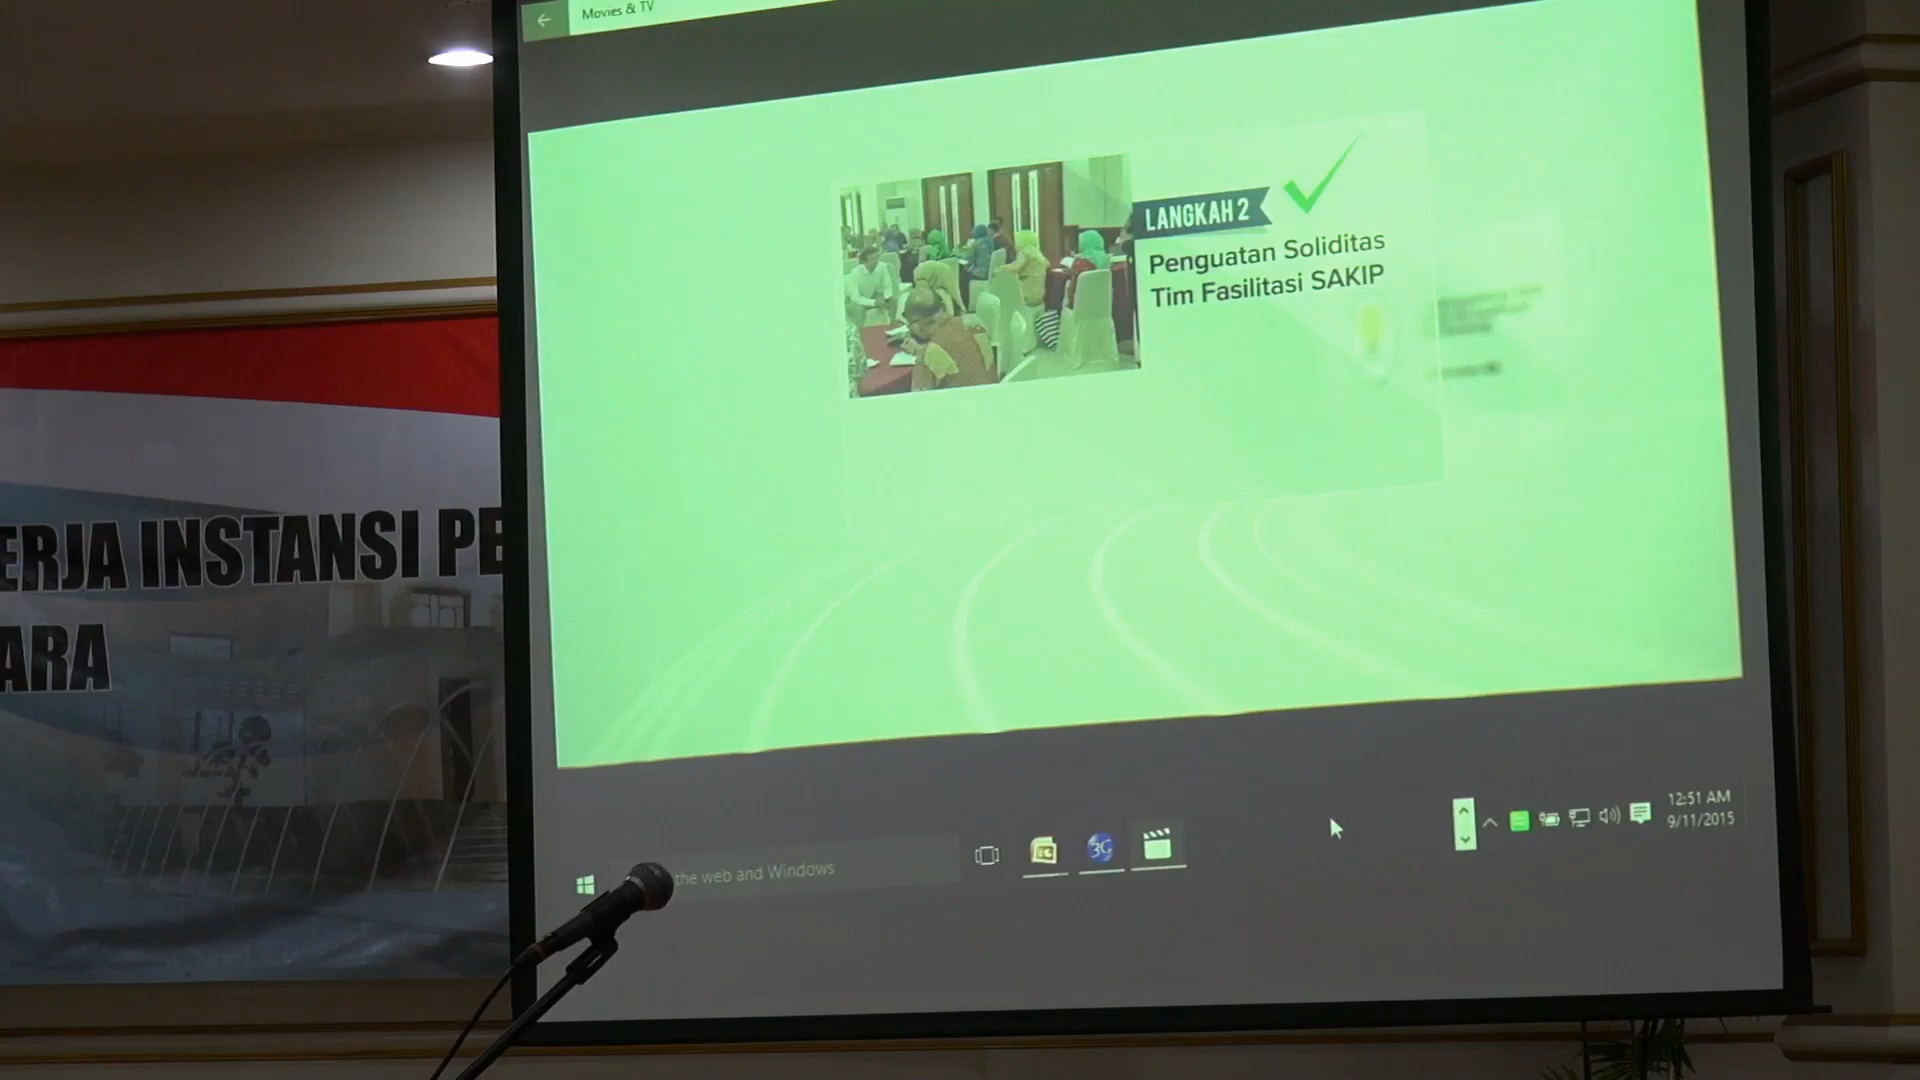 Movies & TV
LANGKAH 2
Penguatan Soliditas
Tim Fasilitasi SAKIP
ERJA INSTANSI PE
ARA
the web and Windows
3G
12:51 AM
9/11/2015